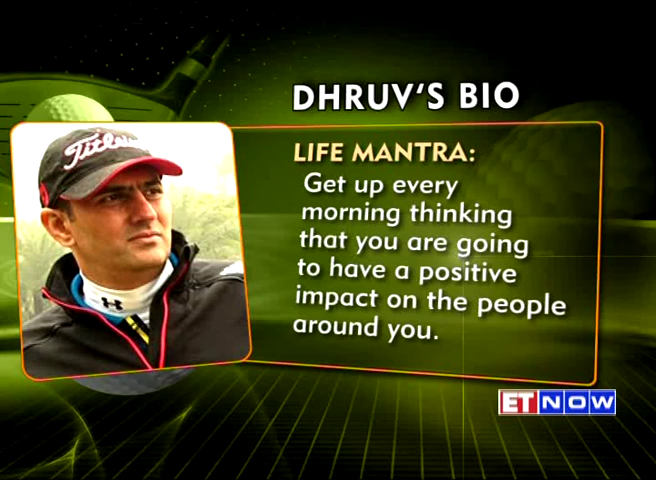 DHRUV'S BIO
LIFE MANTRA:
Get up every
morning thinking
that you are going
to have a positive
impact on the people
around you.
Titleist
ET NOW